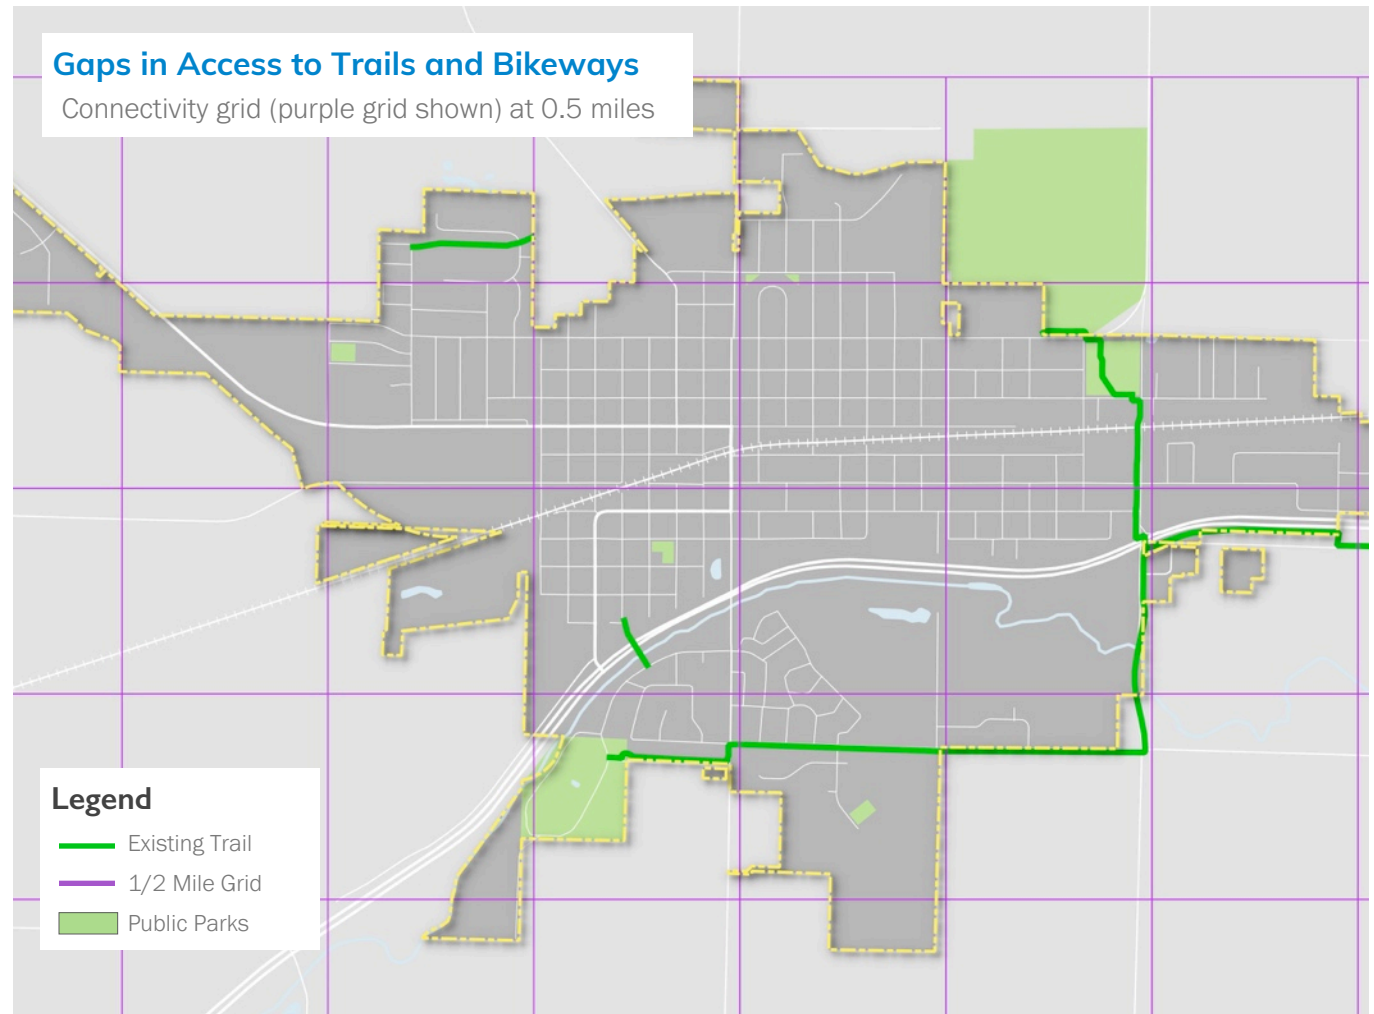 Gaps in Access to Trails and Bikeways
Connectivity grid (purple grid shown) at 0.5 miles
Legend
Existing Trail
1/2 Mile Grid
Public Parks